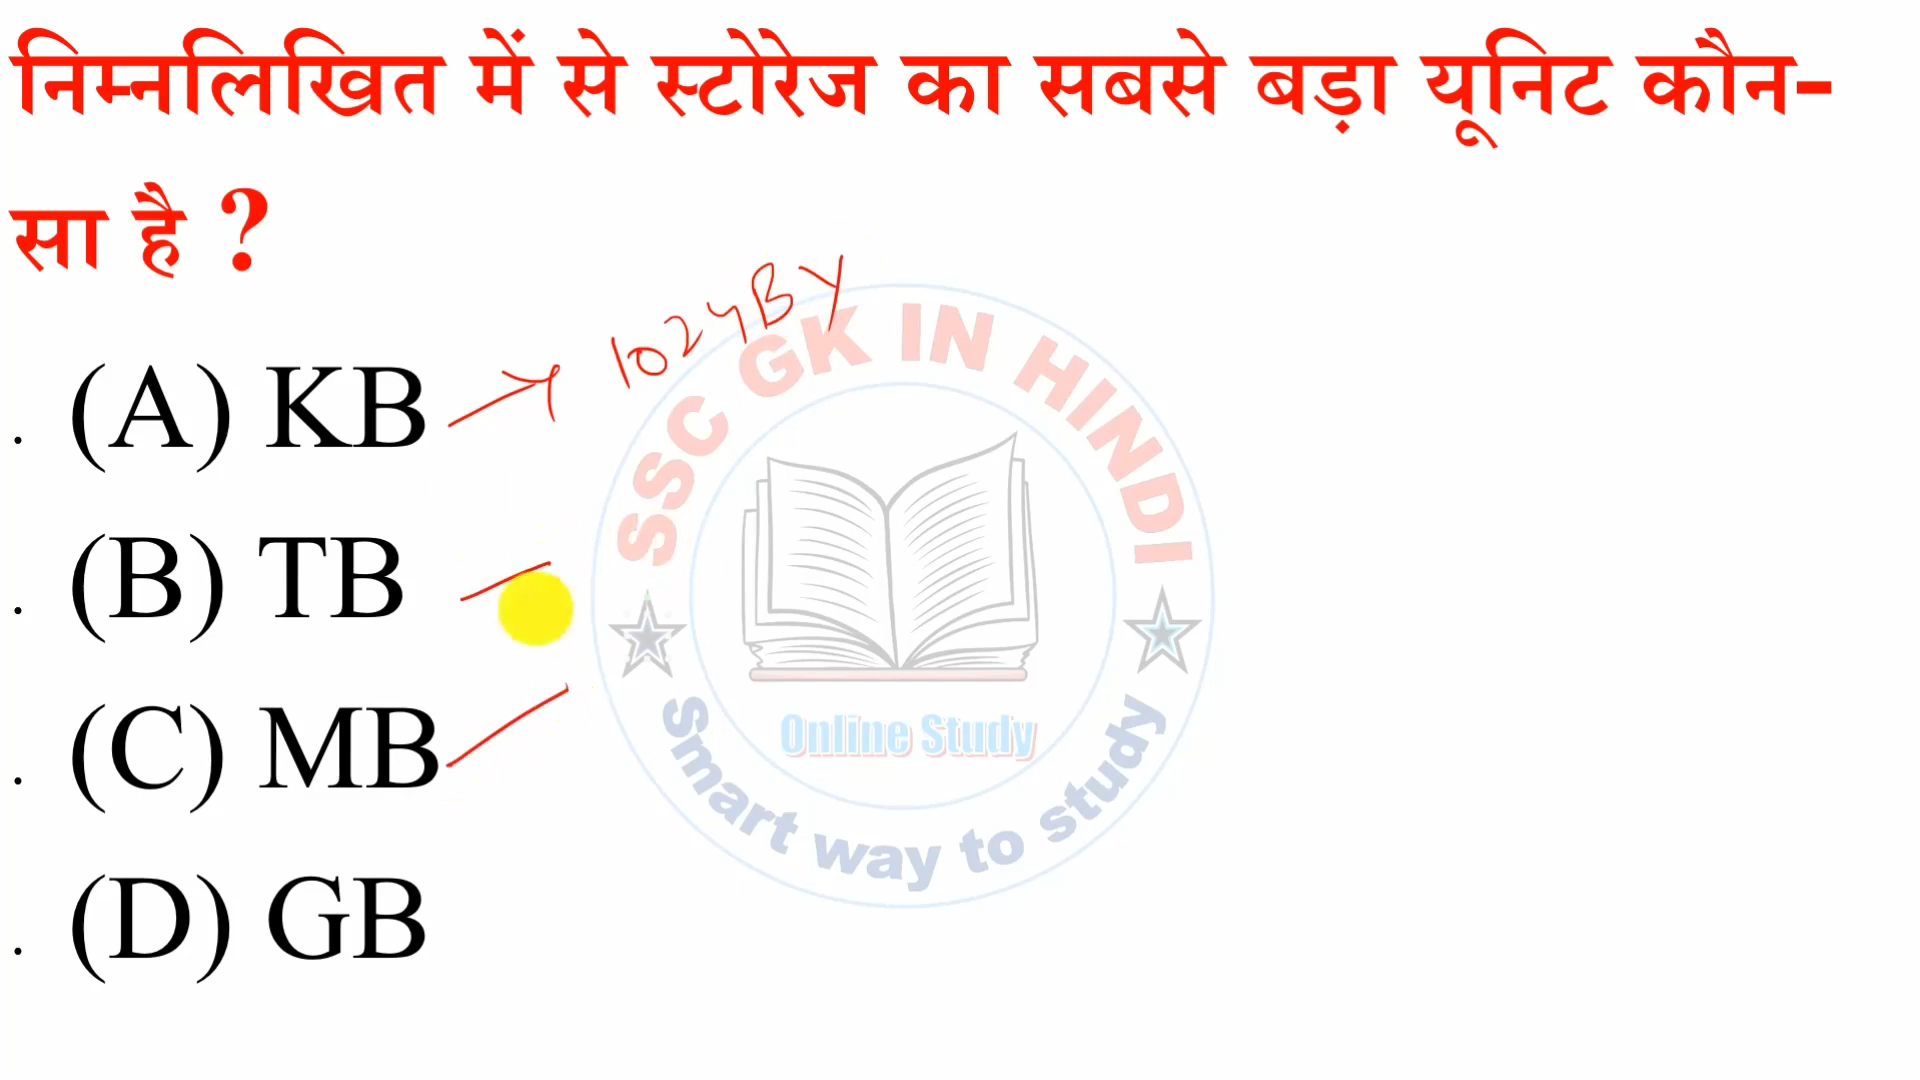 निम्नलिखित में से स्टोरेज का सबसे बड़ा यूनिट कौन-
सा है ?
1024BY
. (A) KB
. (B) TB
. (C) MB
. (D) GB
SSC GK IN HINDI
Online Study
Smart way to study